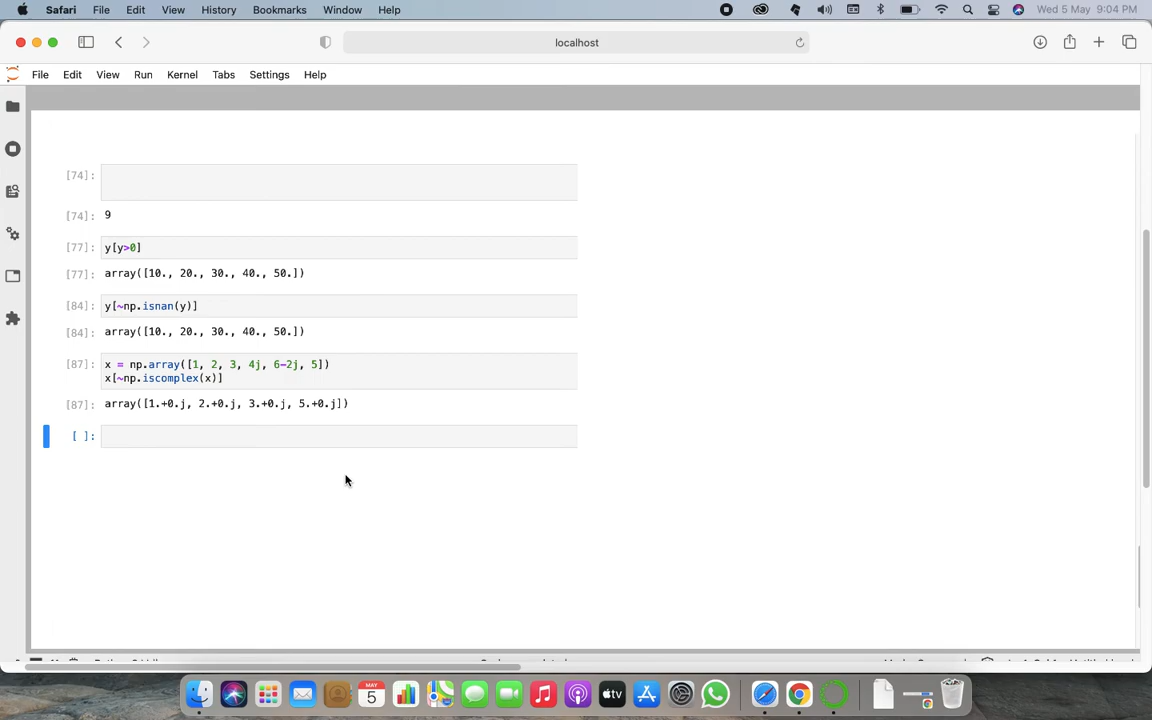 Safari File Edit View History Bookmarks Window Help Wed 5 May 9:04 PM
localhost
File Edit View Run Kernel Tabs Settings Help
[74]:
[74]: 9
[77]: y[y>0]
[77]: array([10., 20., 30., 40., 50.])
[84]: y[~np.isnan(y)]
[84]: array([10., 20., 30., 40., 50.])
[87]: x = np.array([1, 2, 3, 4j, 6-2j, 5])
x[~np.iscomplex(x)]
[87]: array([1.+0.j, 2.+0.j, 3.+0.j, 5.+0.j])
[ ]:
MAY
5
tv